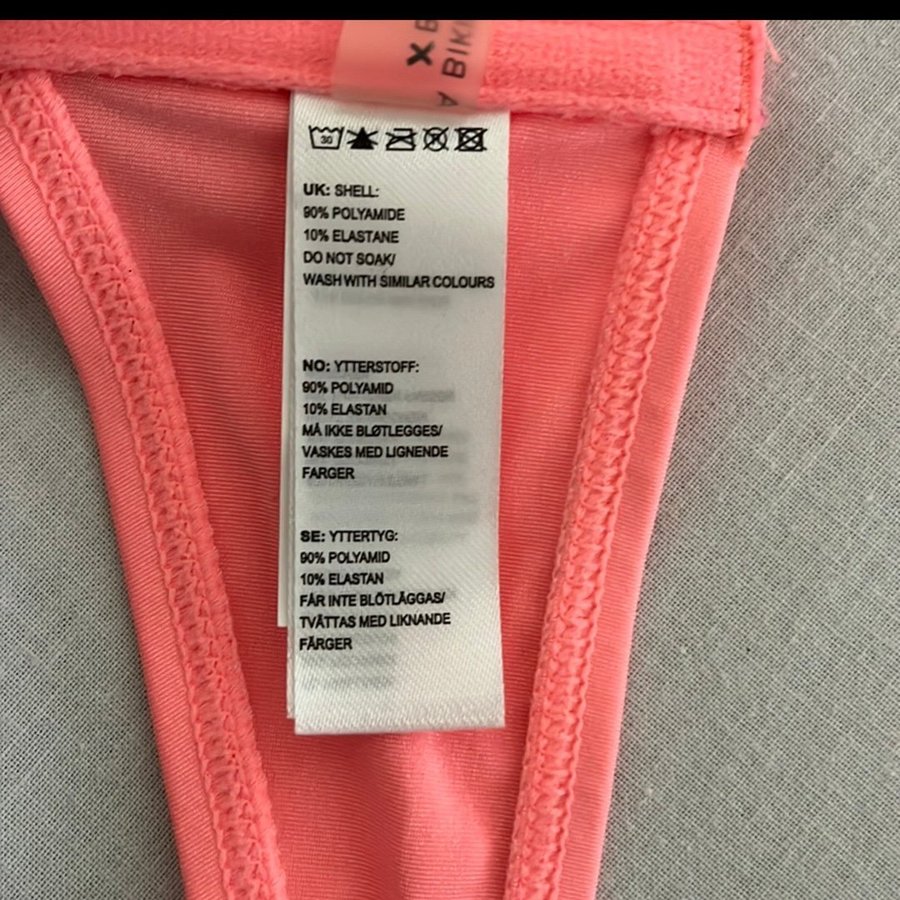 X B
A BIKI
30
UK: SHELL:
90% POLYAMIDE
10% ELASTANE
DO NOT SOAK/
WASH WITH SIMILAR COLOURS
NO: YTTERSTOFF:
90% POLYAMID
10% ELASTAN
MÅ IKKE BLØTLEGGES/
VASKES MED LIGNENDE
FARGER
SE: YTTERTYG:
90% POLYAMID
10% ELASTAN
FÅR INTE BLÖTLÄGGAS/
TVÄTTAS MED LIKNANDE
FÄRGER